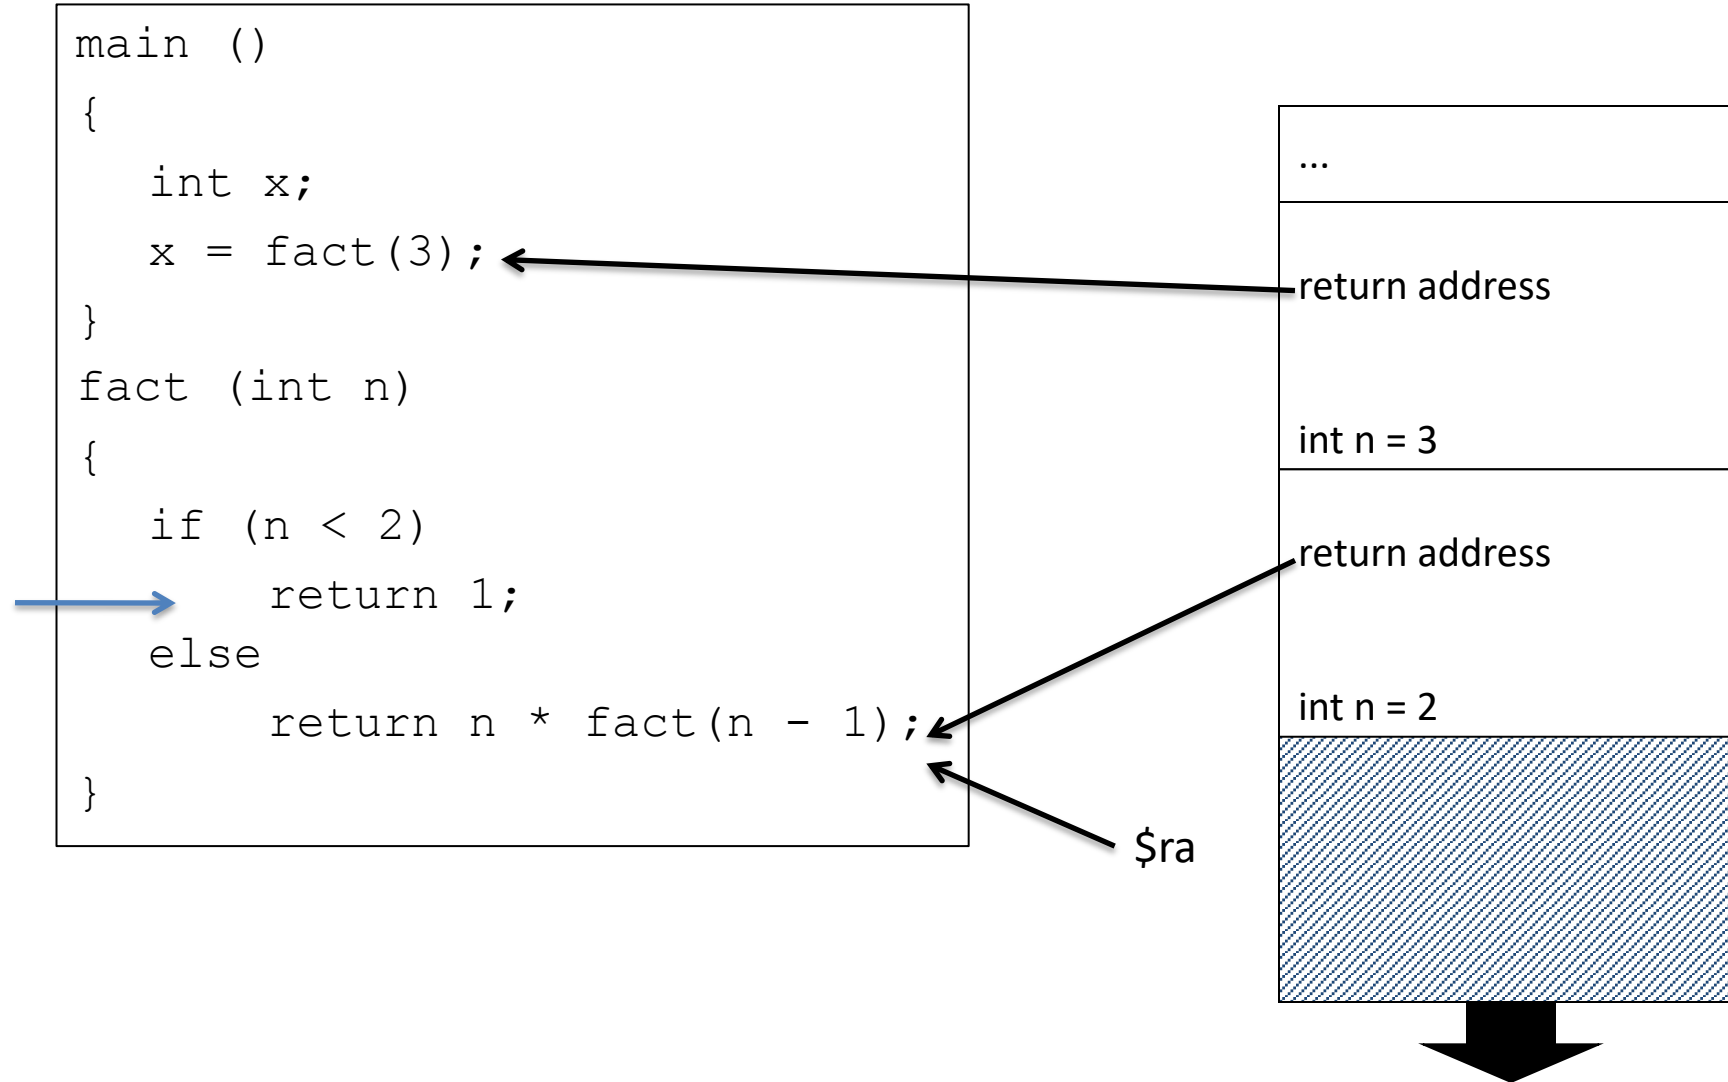 main ()
{
int x;
x = fact(3);
}
fact (int n)
{
if (n < 2)
return 1;
else
return n * fact(n - 1);
}
$ra
...
return address
int n = 3
return address
int n = 2